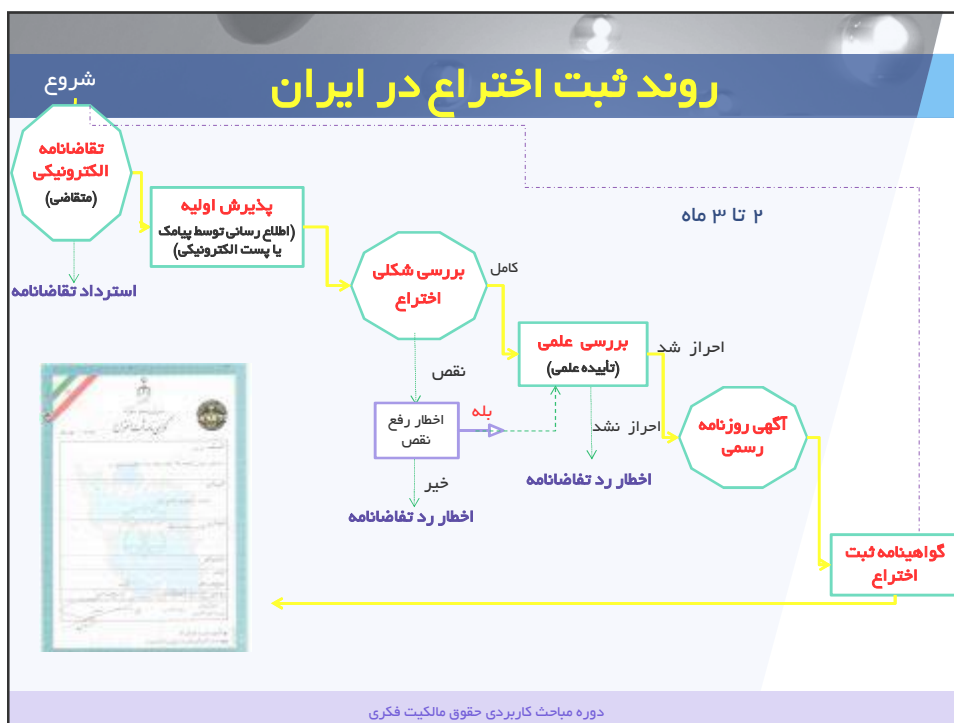 روند ثبت اختراع در ایران
شروع
تقاضانامه
الکترونیکی
(متقاضی)
استرداد تقاضانامه
پذیرش اولیه
(اطلاع رسانی توسط پیامک
یا پست الکترونیکی)
۲ تا ۳ ماه
بررسی شکلی
اختراع
کامل
نقص
اخطار رفع
نقص
بله
خیر
اخطار رد تفاضانامه
بررسی علمی
(تأییده علمی)
احراز شد
احراز نشد
اخطار رد تفاضانامه
آگهی روزنامه
رسمی
گواهینامه ثبت
اختراع
دوره مباحث کاربردی حقوق مالکیت فکری